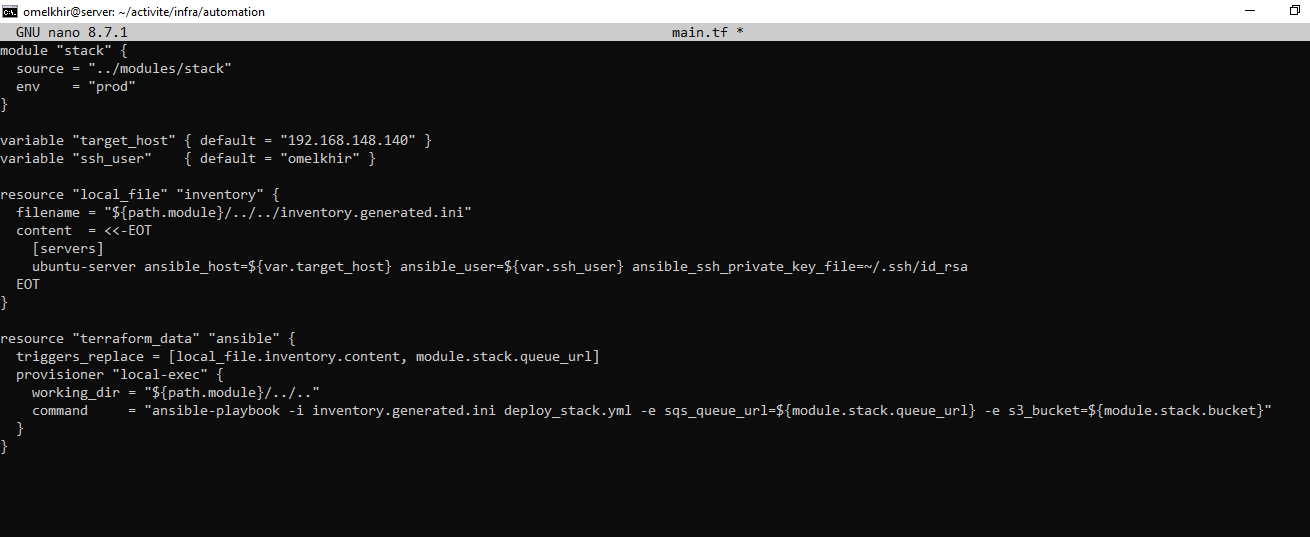 omelkhir@server: ~/activite/infra/automation
GNU nano 8.7.1 main.tf *
module "stack" {
  source = "../modules/stack"
  env    = "prod"
}

variable "target_host" { default = "192.168.148.140" }
variable "ssh_user"    { default = "omelkhir" }

resource "local_file" "inventory" {
  filename = "${path.module}/../../inventory.generated.ini"
  content  = <<-EOT
    [servers]
    ubuntu-server ansible_host=${var.target_host} ansible_user=${var.ssh_user} ansible_ssh_private_key_file=~/.ssh/id_rsa
  EOT
}

resource "terraform_data" "ansible" {
  triggers_replace = [local_file.inventory.content, module.stack.queue_url]
  provisioner "local-exec" {
    working_dir = "${path.module}/../.."
    command     = "ansible-playbook -i inventory.generated.ini deploy_stack.yml -e sqs_queue_url=${module.stack.queue_url} -e s3_bucket=${module.stack.bucket}"
  }
}